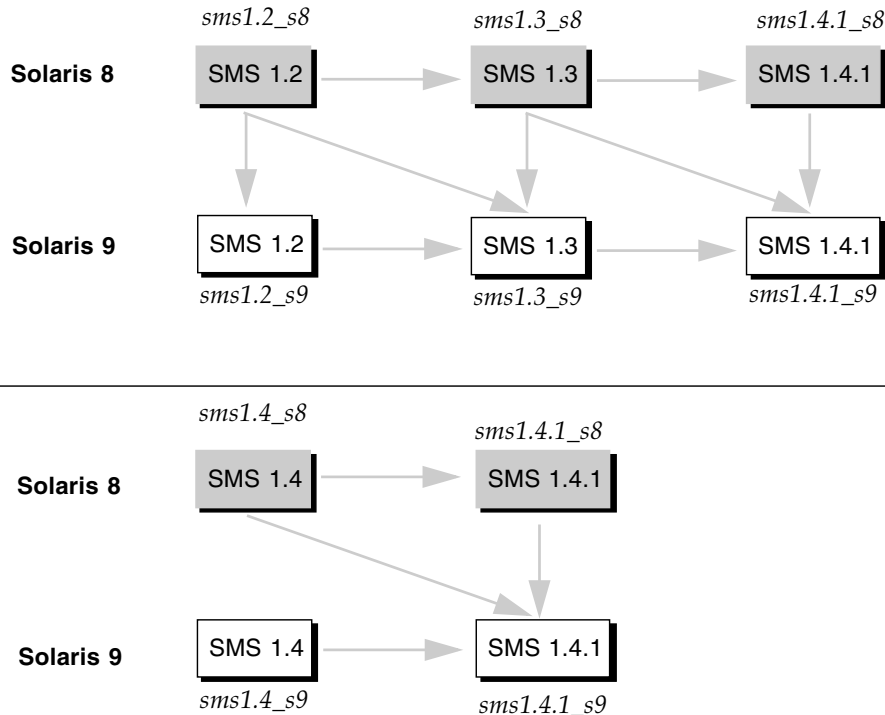 sms1.2_s8
sms1.3_s8
sms1.4.1_s8
Solaris 8
SMS 1.2
SMS 1.3
SMS 1.4.1
Solaris 9
SMS 1.2
SMS 1.3
SMS 1.4.1
sms1.2_s9
sms1.3_s9
sms1.4.1_s9
sms1.4_s8
sms1.4.1_s8
Solaris 8
SMS 1.4
SMS 1.4.1
Solaris 9
SMS 1.4
SMS 1.4.1
sms1.4_s9
sms1.4.1_s9